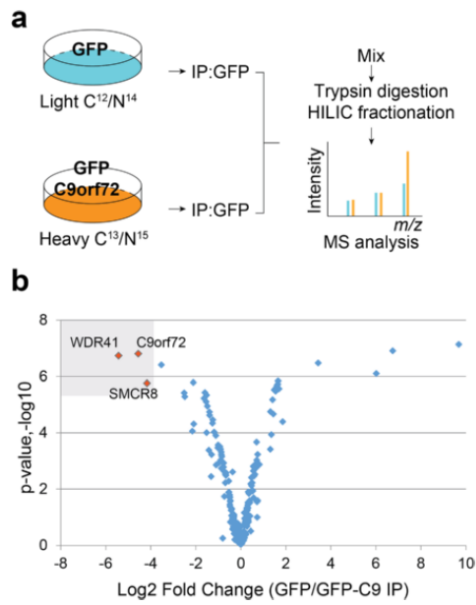 a
GFP
Light C¹²/N¹⁴
IP:GFP
GFP
C9orf72
Heavy C¹³/N¹⁵
IP:GFP
Mix
Trypsin digestion
HILIC fractionation
Intensity
m/z
MS analysis
b
p-value,-log10
8
6
4
2
0
WDR41
C9orf72
SMCR8
-8 -6 -4 -2 0 2 4 6 8 10
Log2 Fold Change (GFP/GFP-C9 IP)